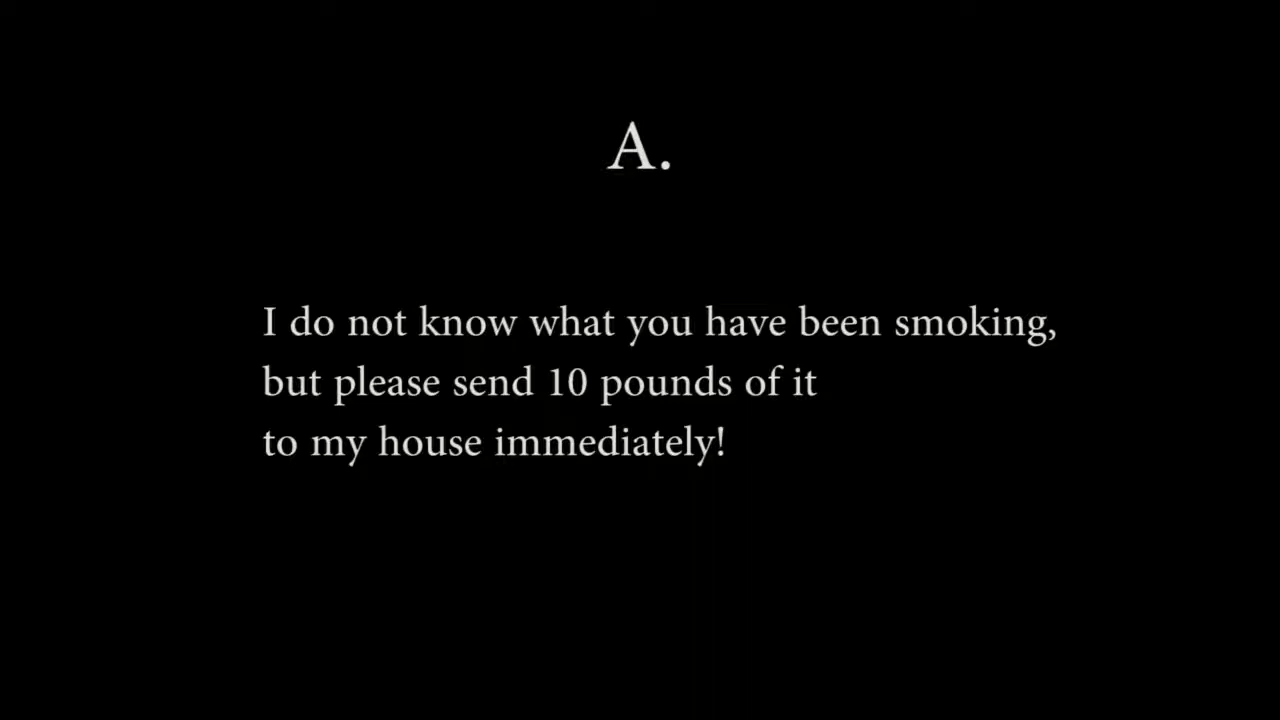 A.
I do not know what you have been smoking,
but please send 10 pounds of it
to my house immediately!